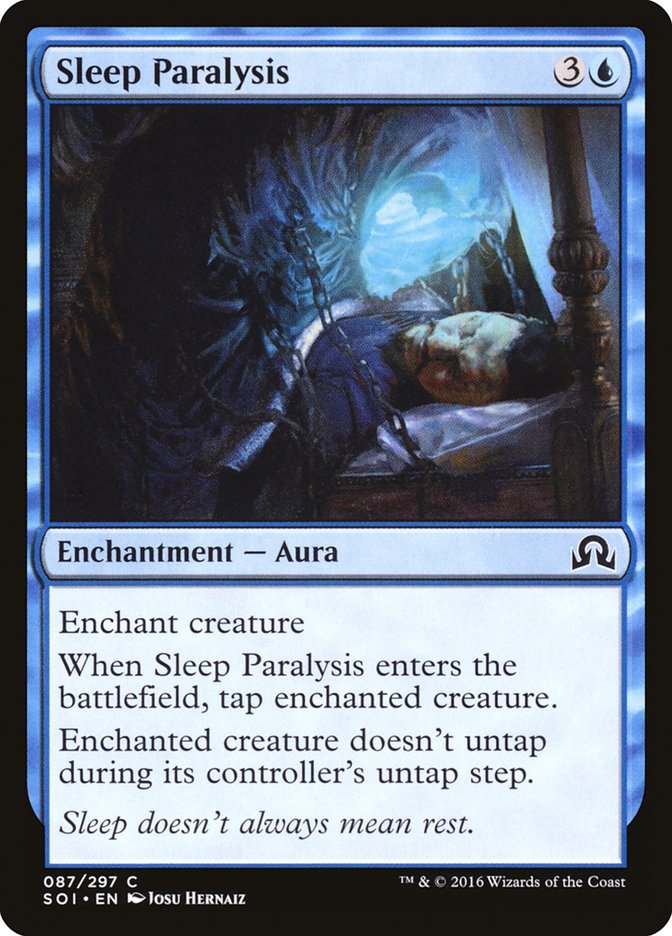 Sleep Paralysis 3
Enchantment — Aura
Enchant creature
When Sleep Paralysis enters the
battlefield, tap enchanted creature.
Enchanted creature doesn't untap
during its controller's untap step.
Sleep doesn't always mean rest.
087/297 C
SOI • EN Josu Hernaiz
™ & © 2016 Wizards of the Coast